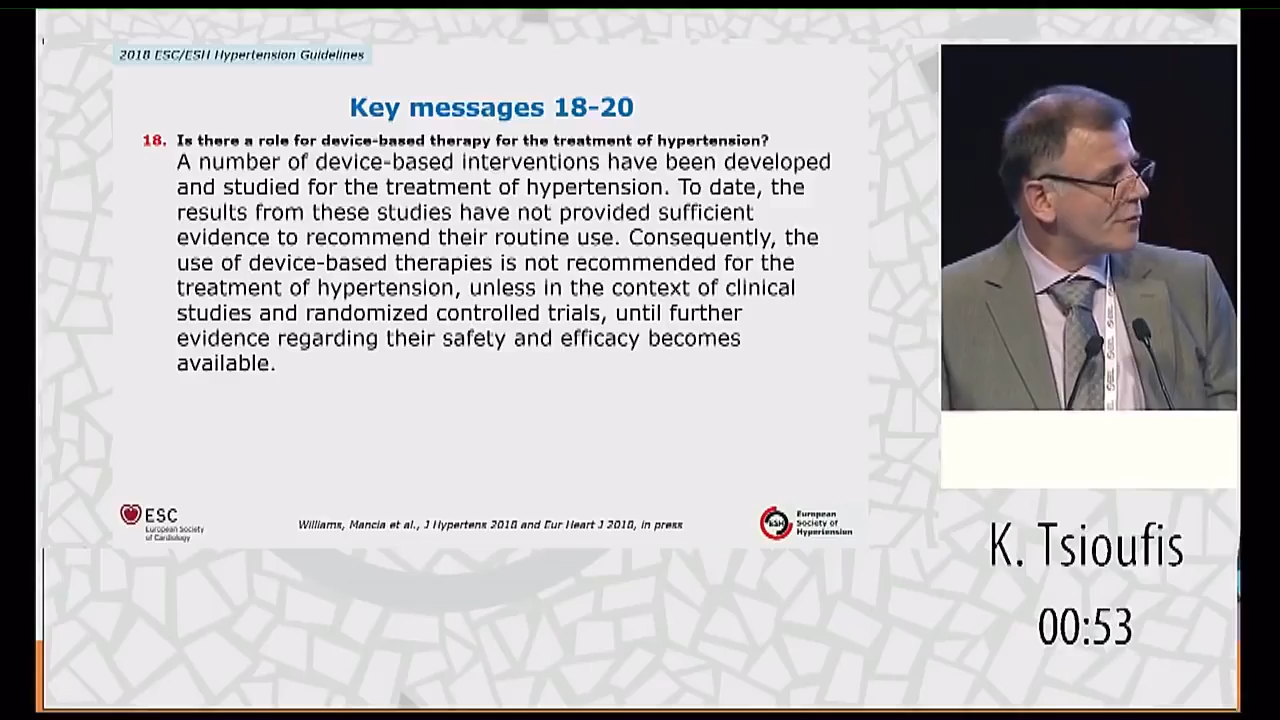 2018 ESC/ESH Hypertension Guidelines
Key messages 18-20
18. Is there a role for device-based therapy for the treatment of hypertension?
A number of device-based interventions have been developed
and studied for the treatment of hypertension. To date, the
results from these studies have not provided sufficient
evidence to recommend their routine use. Consequently, the
use of device-based therapies is not recommended for the
treatment of hypertension, unless in the context of clinical
studies and randomized controlled trials, until further
evidence regarding their safety and efficacy becomes
available.
ESC
European Society
of Cardiology
Williams, Mancia et al., J Hypertens 2018 and Eur Heart J 2018, in press
ESH
European
Society of
Hypertension
K. Tsioufis
00:53